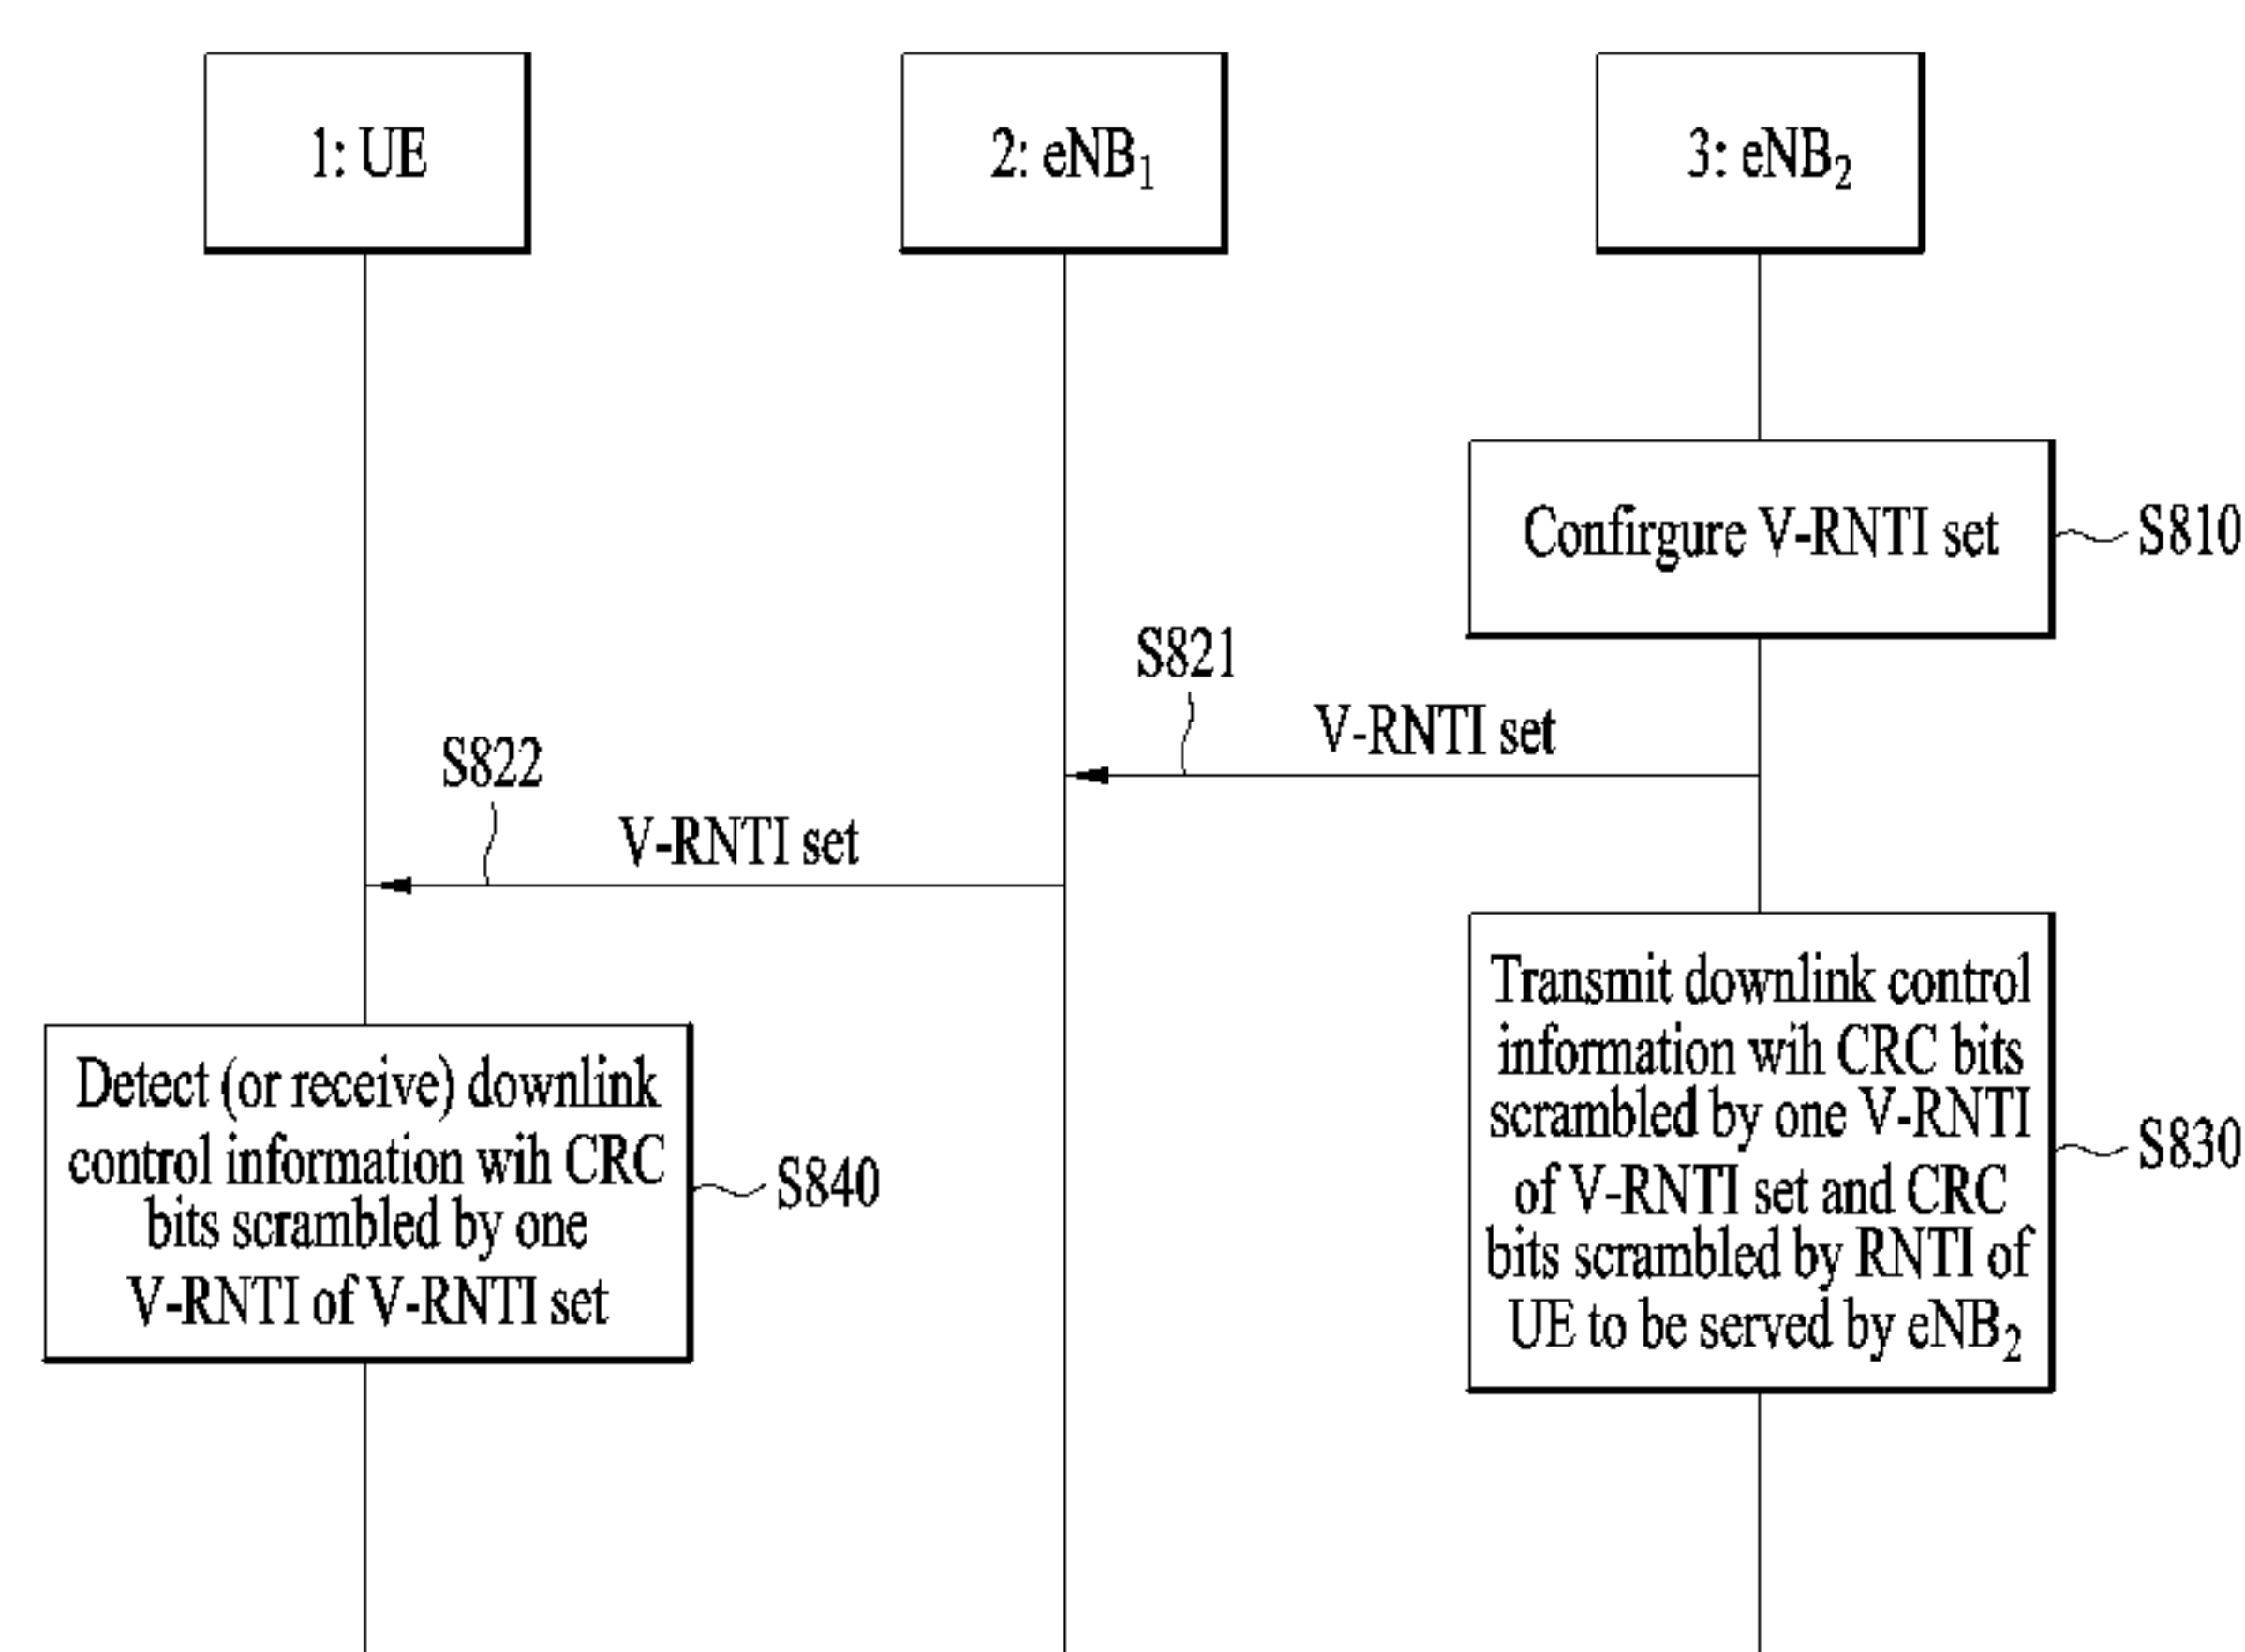 1: UE
2: eNB₁
3: eNB₂
Confirgure V-RNTI set
S810
S821
V-RNTI set
S822
V-RNTI set
Transmit downlink control
information wih CRC bits
scrambled by one V-RNTI
of V-RNTI set and CRC
bits scrambled by RNTI of
UE to be served by eNB₂
S830
Detect (or receive) downlink
control information wih CRC
bits scrambled by one
V-RNTI of V-RNTI set
S840